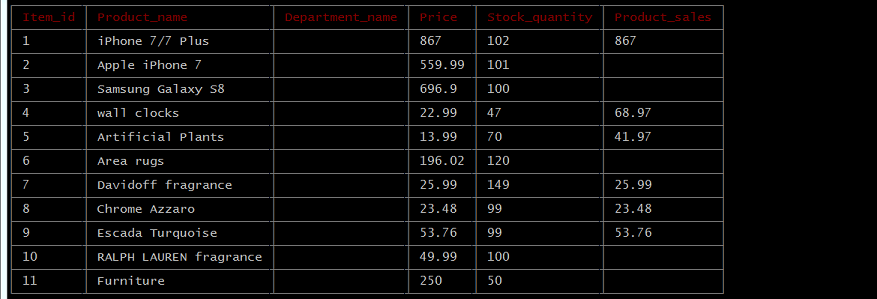 Item_id Product_name Department_name Price Stock_quantity Product_sales
1 iPhone 7/7 Plus 867 102 867
2 Apple iPhone 7 559.99 101
3 Samsung Galaxy S8 696.9 100
4 wall clocks 22.99 47 68.97
5 Artificial Plants 13.99 70 41.97
6 Area rugs 196.02 120
7 Davidoff fragrance 25.99 149 25.99
8 Chrome Azzaro 23.48 99 23.48
9 Escada Turquoise 53.76 99 53.76
10 RALPH LAUREN fragrance 49.99 100
11 Furniture 250 50